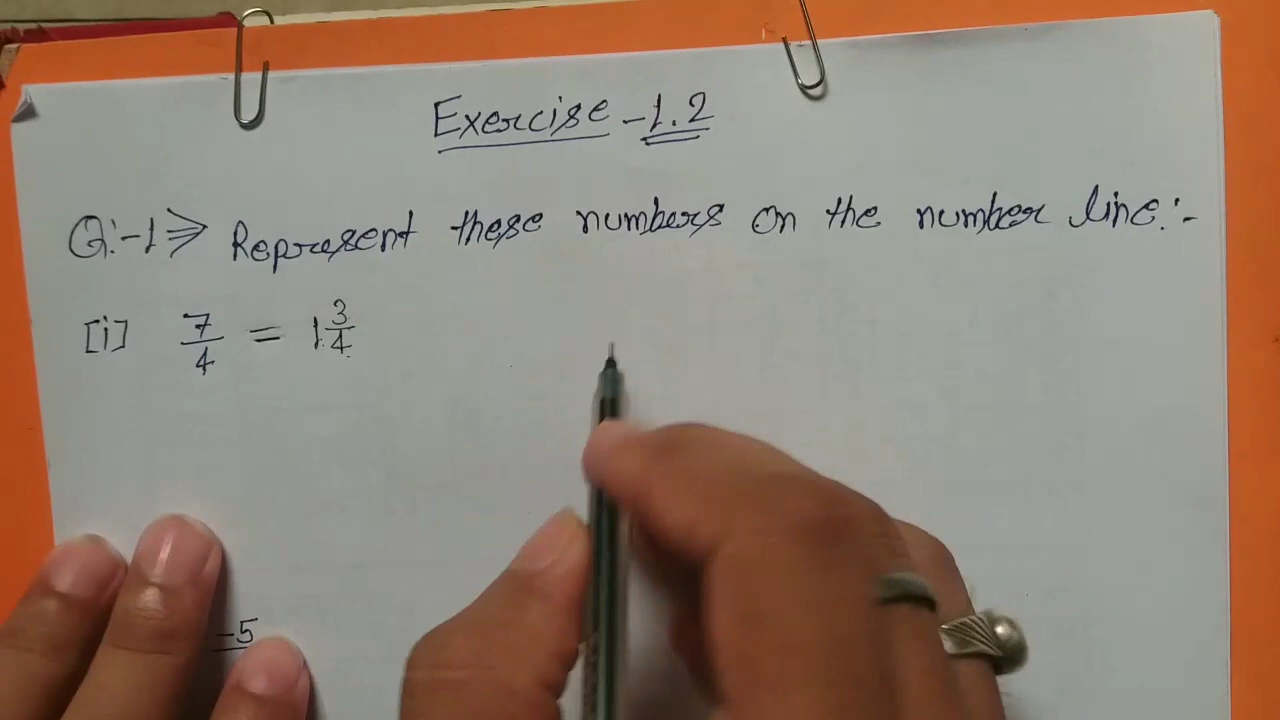 Exercise - 1.2
Q:-1⇒ Represent these numbers on the number line:-
[i] 7/4 = 1 3/4
-5